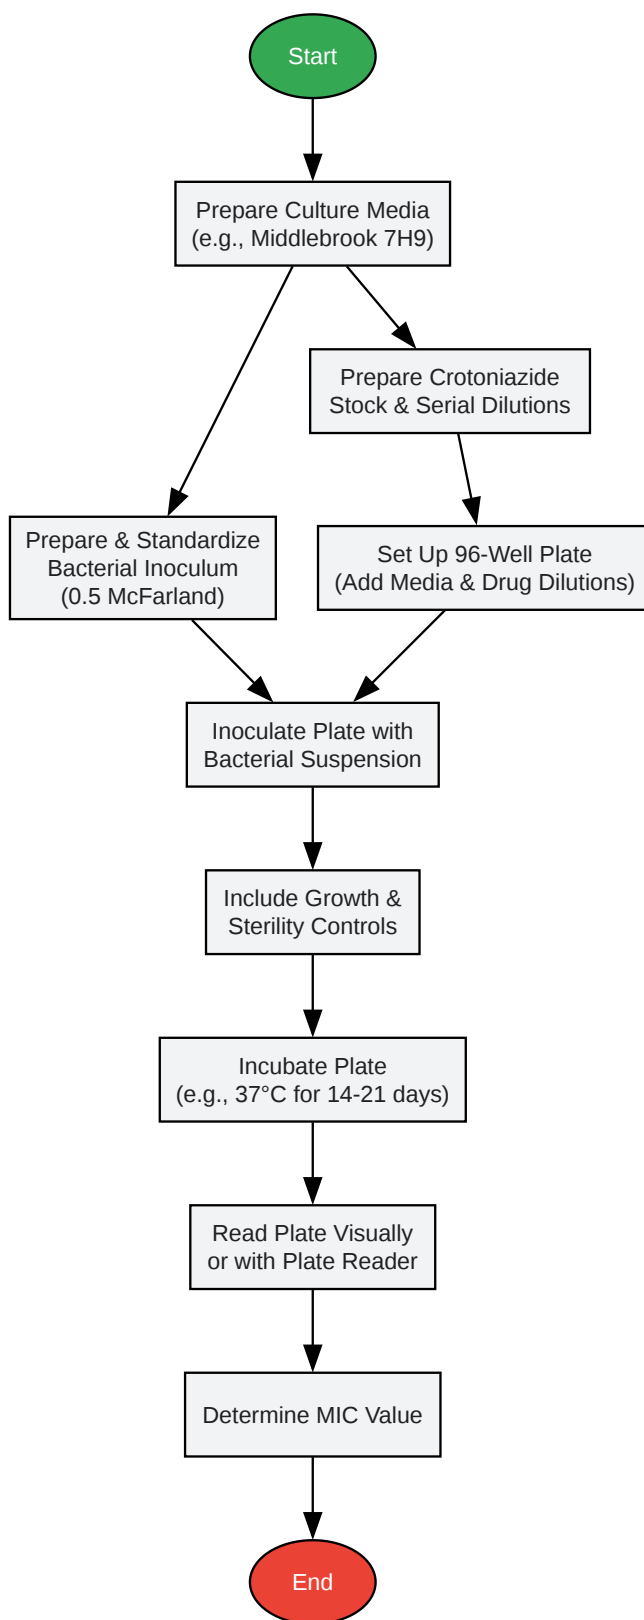 Start
Prepare Culture Media
(e.g., Middlebrook 7H9)
Prepare Crotoniazide
Stock & Serial Dilutions
Prepare & Standardize
Bacterial Inoculum
(0.5 McFarland)
Set Up 96-Well Plate
(Add Media & Drug Dilutions)
Inoculate Plate with
Bacterial Suspension
Include Growth &
Sterility Controls
Incubate Plate
(e.g., 37°C for 14-21 days)
Read Plate Visually
or with Plate Reader
Determine MIC Value
End